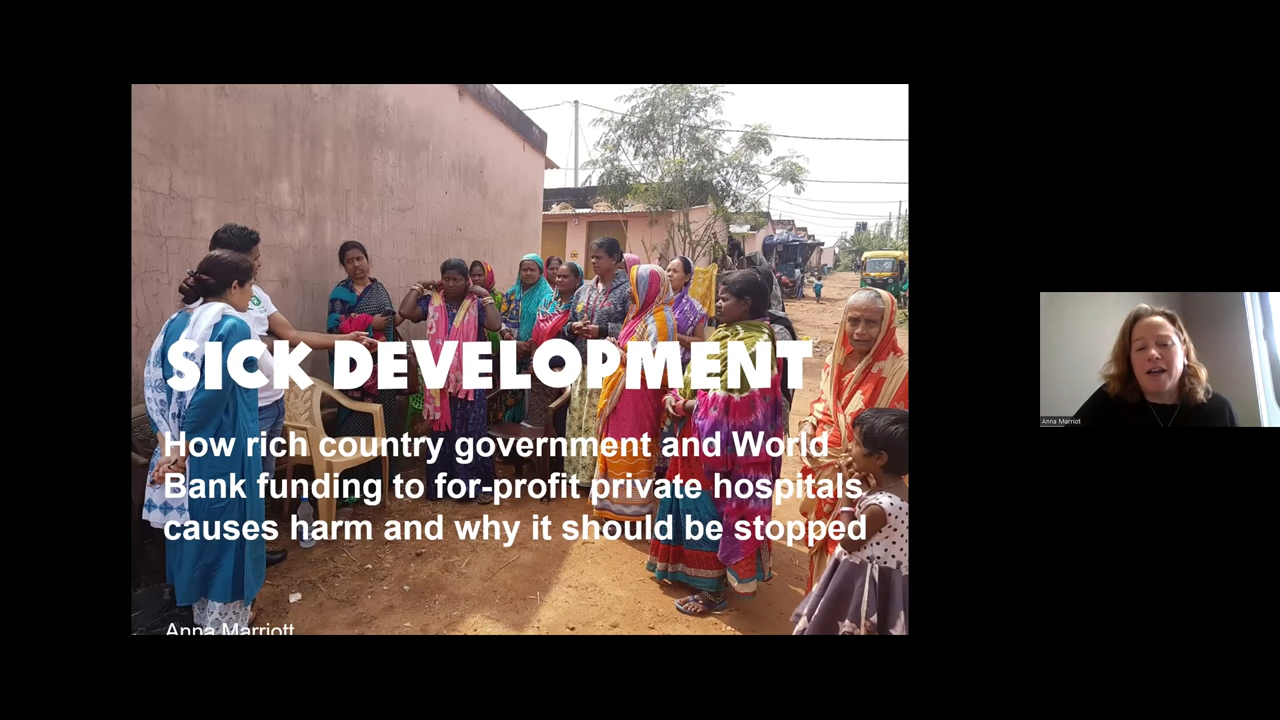 SICK DEVELOPMENT
How rich country government and World
Bank funding to for-profit private hospitals
causes harm and why it should be stopped
Anna Marriott
Anna Marriot